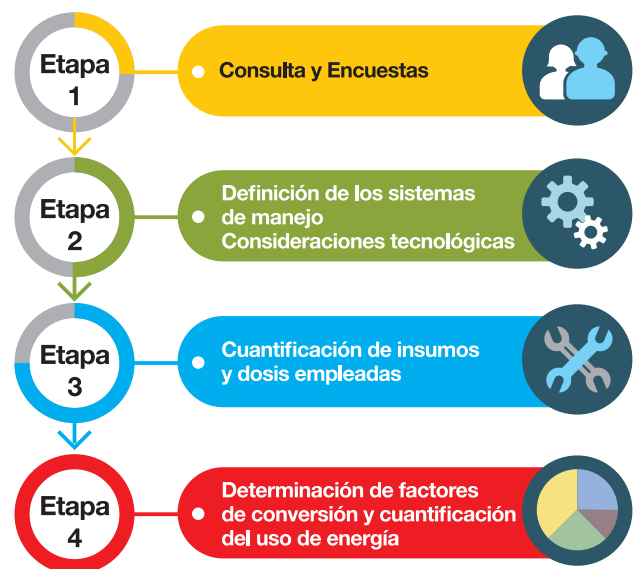 Etapa
1
Consulta y Encuestas
Etapa
2
Definición de los sistemas
de manejo
Consideraciones tecnológicas
Etapa
3
Cuantificación de insumos
y dosis empleadas
Etapa
4
Determinación de factores
de conversión y cuantificación
del uso de energía